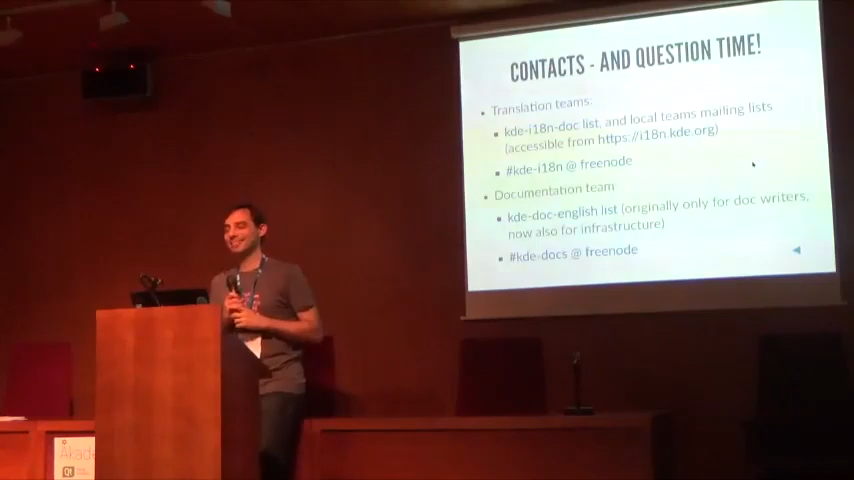 CONTACTS - AND QUESTION TIME!
Translation teams:
kde-i18n-doc list, and local teams mailing lists
(accessible from https://i18n.kde.org)
#kde-i18n @ freenode
Documentation team
kde-doc-english list (originally only for doc writers,
now also for infrastructure)
#kde-docs @ freenode
Akade
Qt